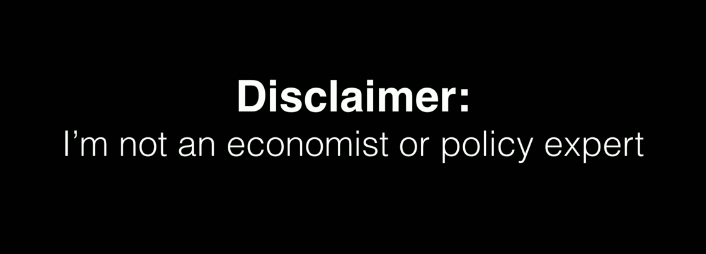 Disclaimer:
I’m not an economist or policy expert